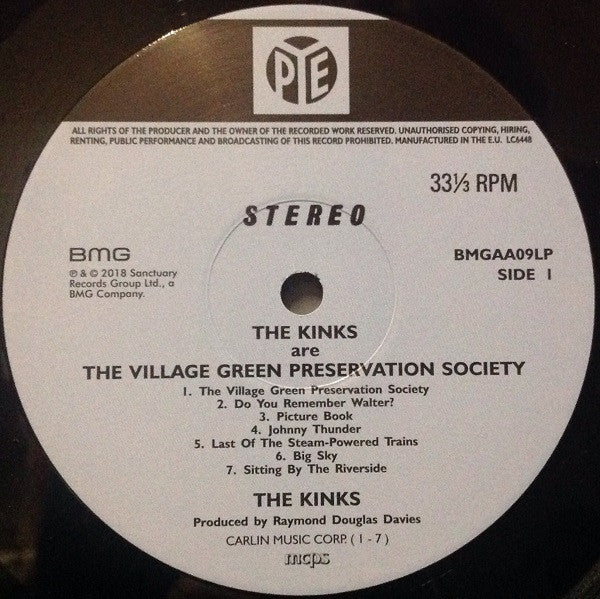 PYE
ALL RIGHTS OF THE PRODUCER AND THE OWNER OF THE RECORDED WORK RESERVED. UNAUTHORISED COPYING, HIRING,
RENTING, PUBLIC PERFORMANCE AND BROADCASTING OF THIS RECORD PROHIBITED. MANUFACTURED IN THE E.U. LC6448
33⅓ RPM
STEREO
BMG
℗ & © 2018 Sanctuary
Records Group Ltd., a
BMG Company.
BMGAA09LP
SIDE 1
THE KINKS
are
THE VILLAGE GREEN PRESERVATION SOCIETY
1. The Village Green Preservation Society
2. Do You Remember Walter?
3. Picture Book
4. Johnny Thunder
5. Last Of The Steam-Powered Trains
6. Big Sky
7. Sitting By The Riverside
THE KINKS
Produced by Raymond Douglas Davies
CARLIN MUSIC CORP. ( 1 - 7 )
mcps